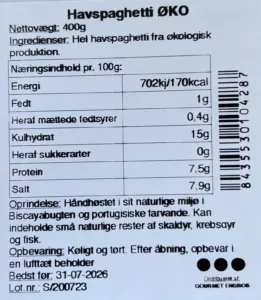 Havspaghetti ØKO
Nettovægt: 400g
Ingredienser: Hel havspaghetti fra økologisk
produktion.
Næringsindhold pr. 100g:
Energi 702kj/170kcal
Fedt 1g
Heraf mættede fedtsyrer 0,4g
Kulhydrat 15g
Heraf sukkerarter 0g
Protein 7,5g
Salt 7,9g
8435530104287
Oprindelse: Håndhøstet i sit naturlige miljø i
Biscayabugten og portugisiske farvande. Kan
indeholde små naturlige rester af skaldyr, krebsdyr
og fisk.
Opbevaring: Køligt og tørt. Efter åbning, opbevar i
en lufttæt beholder
Bedst før: 31-07-2026
Lot.nr.: S/200723
Distribueret af: